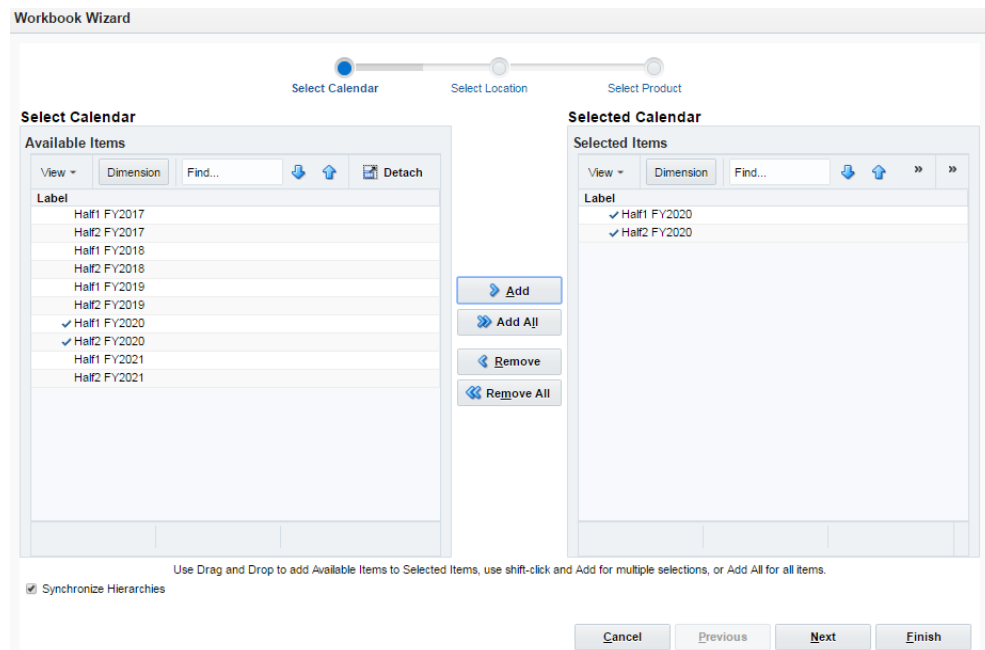 Workbook Wizard
Select Calendar
Select Location
Select Product
Select Calendar
Available Items
View Dimension Find... Detach
Label
Half1 FY2017
Half2 FY2017
Half1 FY2018
Half2 FY2018
Half1 FY2019
Half2 FY2019
Half1 FY2020
Half2 FY2020
Half1 FY2021
Half2 FY2021
Add
Add All
Remove
Remove All
Selected Calendar
Selected Items
View Dimension Find... » »
Label
Half1 FY2020
Half2 FY2020
Use Drag and Drop to add Available Items to Selected Items, use shift-click and Add for multiple selections, or Add All for all items.
Synchronize Hierarchies
Cancel Previous Next Finish